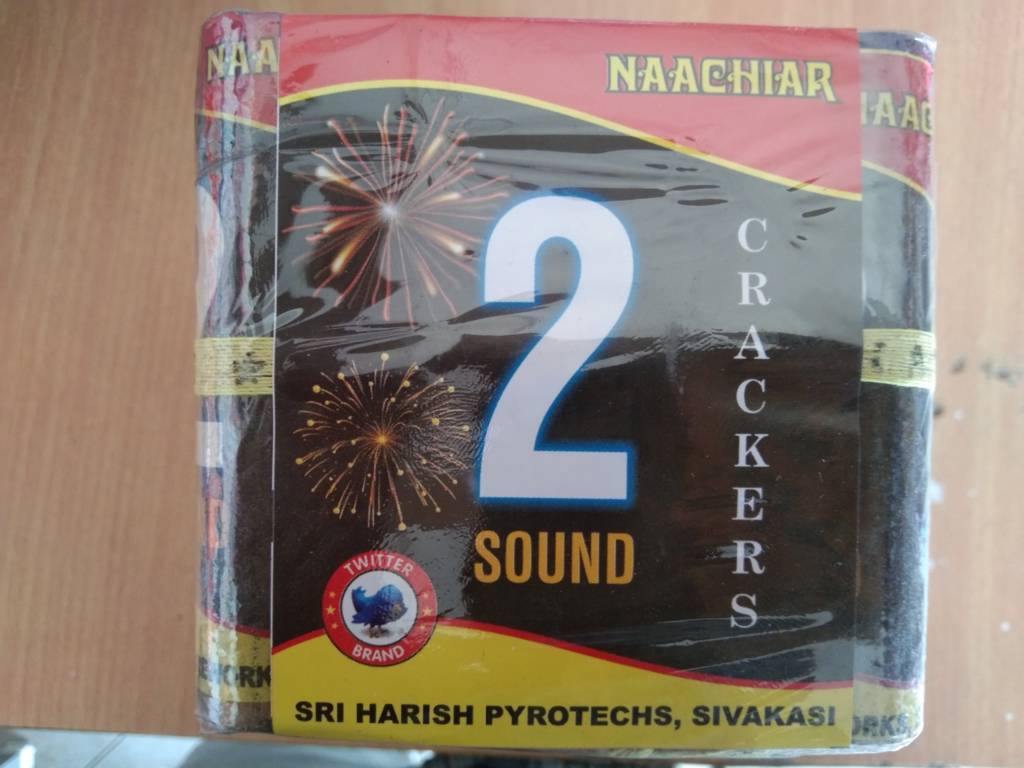 NAACHIAR
2
SOUND
CRACKERS
TWITTER
BRAND
SRI HARISH PYROTECHS, SIVAKASI